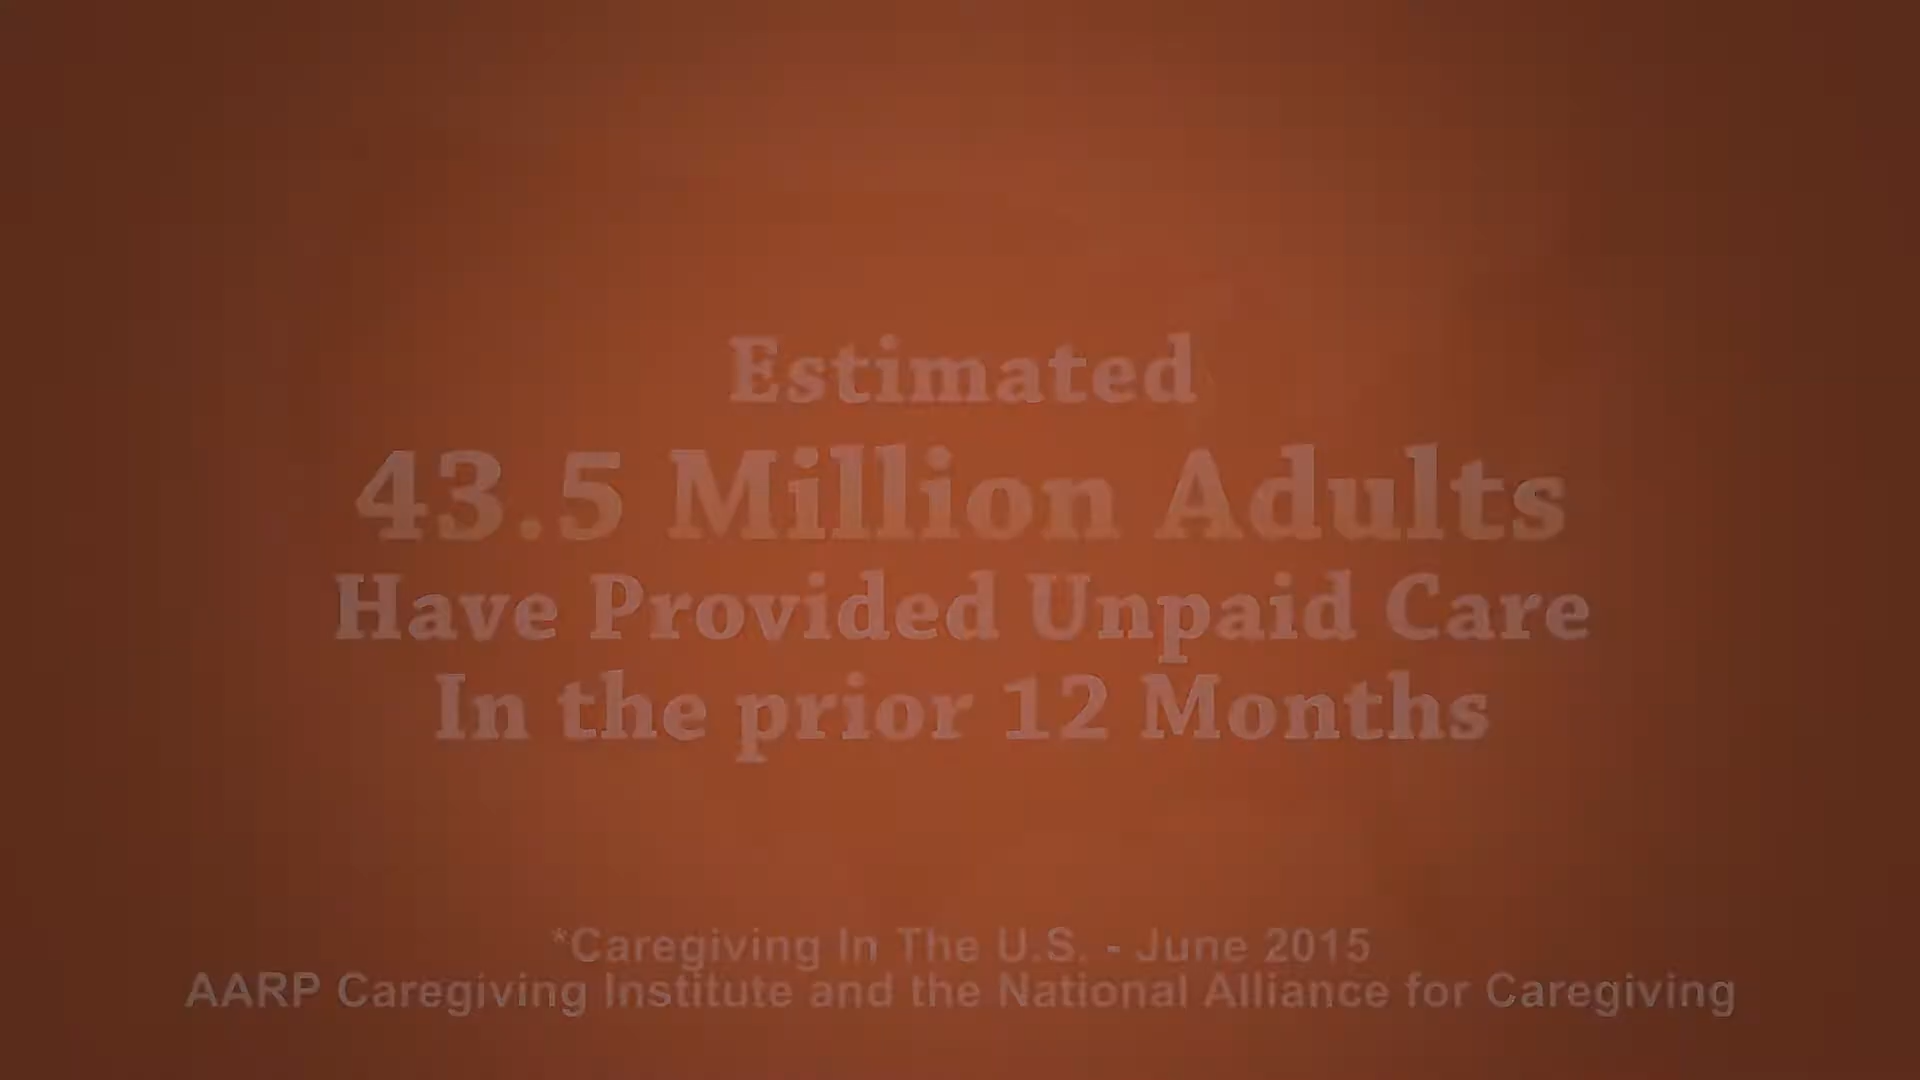 Estimated
43.5 Million Adults
Have Provided Unpaid Care
In the prior 12 Months
*Caregiving In The U.S. - June 2015
AARP Caregiving Institute and the National Alliance for Caregiving